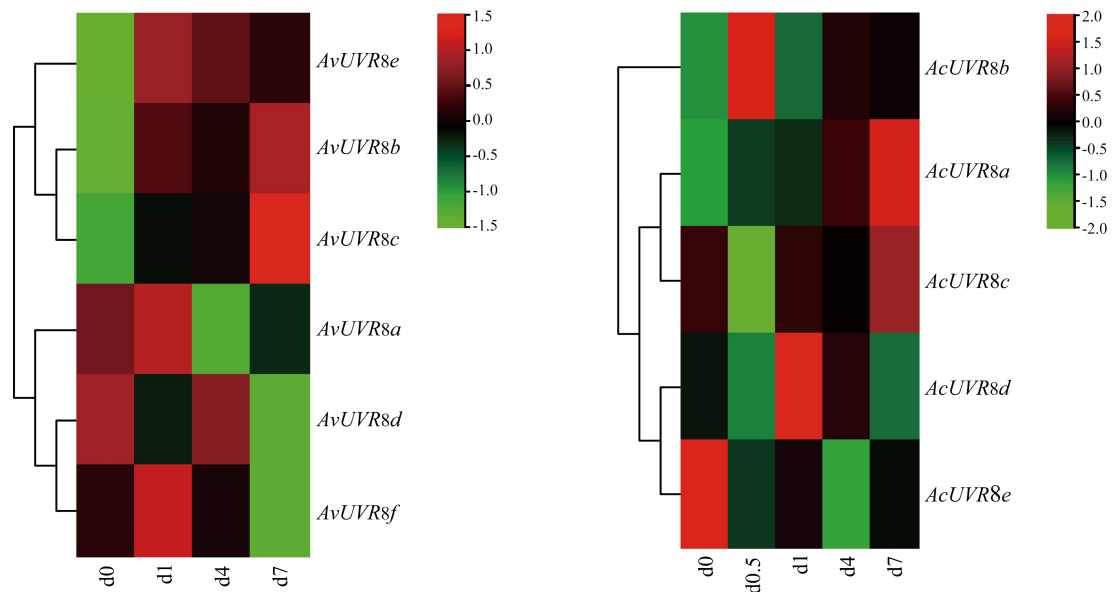 AvUVR8e
AvUVR8b
AvUVR8c
AvUVR8a
AvUVR8d
AvUVR8f
d0
d1
d4
d7
1.5
1.0
0.5
0.0
-0.5
-1.0
-1.5
AcUVR8b
AcUVR8a
AcUVR8c
AcUVR8d
AcUVR8e
d0
d0.5
d1
d4
d7
2.0
1.5
1.0
0.5
0.0
-0.5
-1.0
-1.5
-2.0